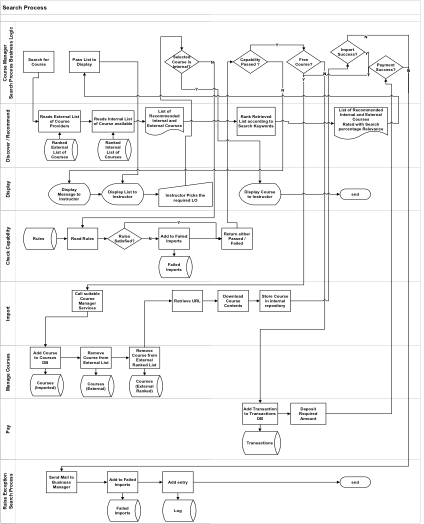 Search Process
Course Manager
Search Process Business Logic
Search for
Course
Pass List to
Display
Selected
Course is
Internal?
Capability
Passed ?
Free
Course?
Import
Success?
Payment
Success?
Y
N
N
Y
N
Discover / Recommend
Reads External List
of Course
Providers
Reads Internal List
of Course available
List of
Recommended
Internal and
External Courses
Rank Retrieved
List according to
Search Keywords
List of Recommended
Internal and External
Courses
Rated with Search
percentage Relevance
Ranked
External
List of
Courses
Ranked
Internal
List of
Courses
Display
Display
Message to
Instructor
Display List to
Instructor
Instructor Picks the
required LO
Display Course
to Instructor
end
Check Capability
Rules
Read Rules
Rules
Satisfied?
Y
N
Add to Failed
Imports
Return either
Passed /
Failed
Failed
Imports
Import
Call suitable
Course
Manager
Services
Retrieve URL
Download
Course
Contents
Store Course in
internal
repository
Manage Courses
Add Course
to Courses
DB
Remove
Course from
External List
Remove
Course from
External
Ranked List
Courses
(Imported)
Courses
(External)
Courses
(External
Ranked)
Pay
Add Transaction
to Transactions
DB
Deposit
Required
Amount
Transactions
Raise Exception
Search Process
Send Mail to
Business
Manager
Add to Failed
Imports
Add entry
end
Failed
Imports
Log